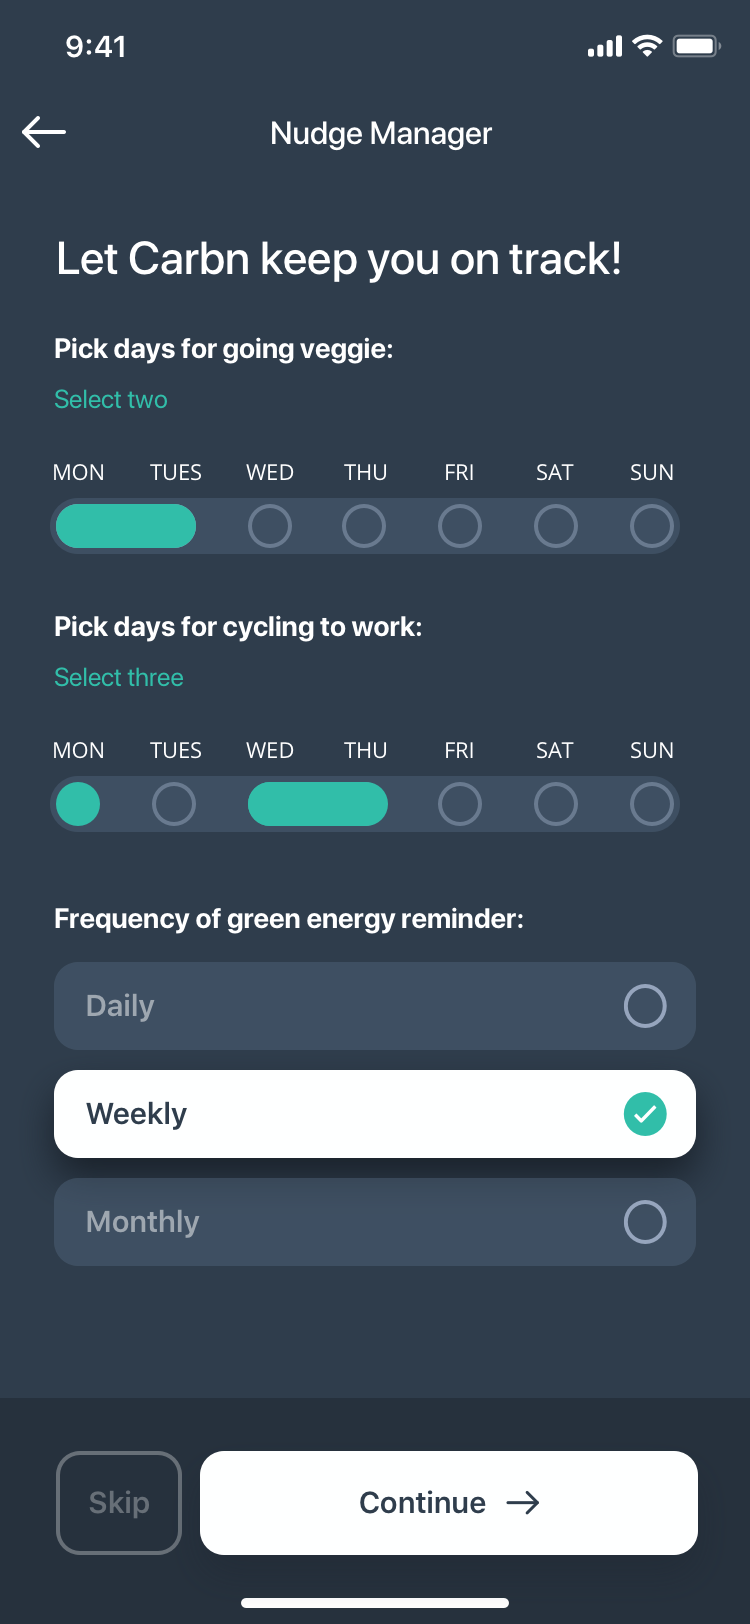 9:41
Nudge Manager
Let Carbn keep you on track!
Pick days for going veggie:
Select two
MON TUES WED THU FRI SAT SUN
Pick days for cycling to work:
Select three
MON TUES WED THU FRI SAT SUN
Frequency of green energy reminder:
Daily
Weekly
Monthly
Skip Continue